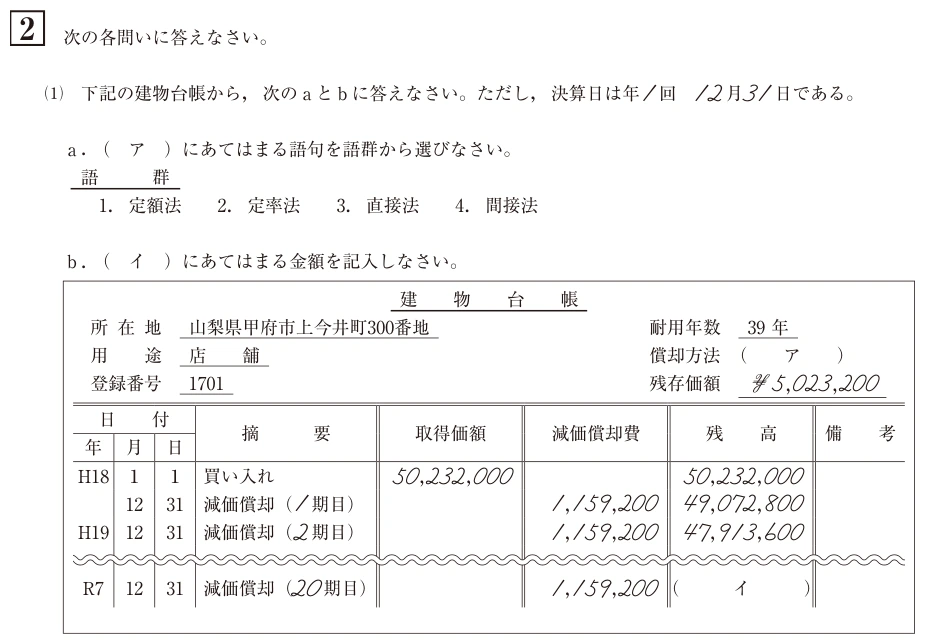 2 次の各問いに答えなさい。
(1) 下記の建物台帳から，次のaとbに答えなさい。ただし，決算日は年1回 12月31日である。
a．（ ア ）にあてはまる語句を語群から選びなさい。
語 群
1．定額法 2．定率法 3．直接法 4．間接法
b．（ イ ）にあてはまる金額を記入しなさい。
建 物 台 帳
所在地 山梨県甲府市上今井町300番地 耐用年数 39年
用 途 店 舗 償却方法 （ ア ）
登録番号 1701 残存価額 ¥5,023,200
日 付 摘 要 取得価額 減価償却費 残 高 備 考
年 月 日
H18 1 1 買い入れ 50,232,000 50,232,000
12 31 減価償却（1期目） 1,159,200 49,072,800
H19 12 31 減価償却（2期目） 1,159,200 47,913,600
R7 12 31 減価償却（20期目） 1,159,200 （ イ ）